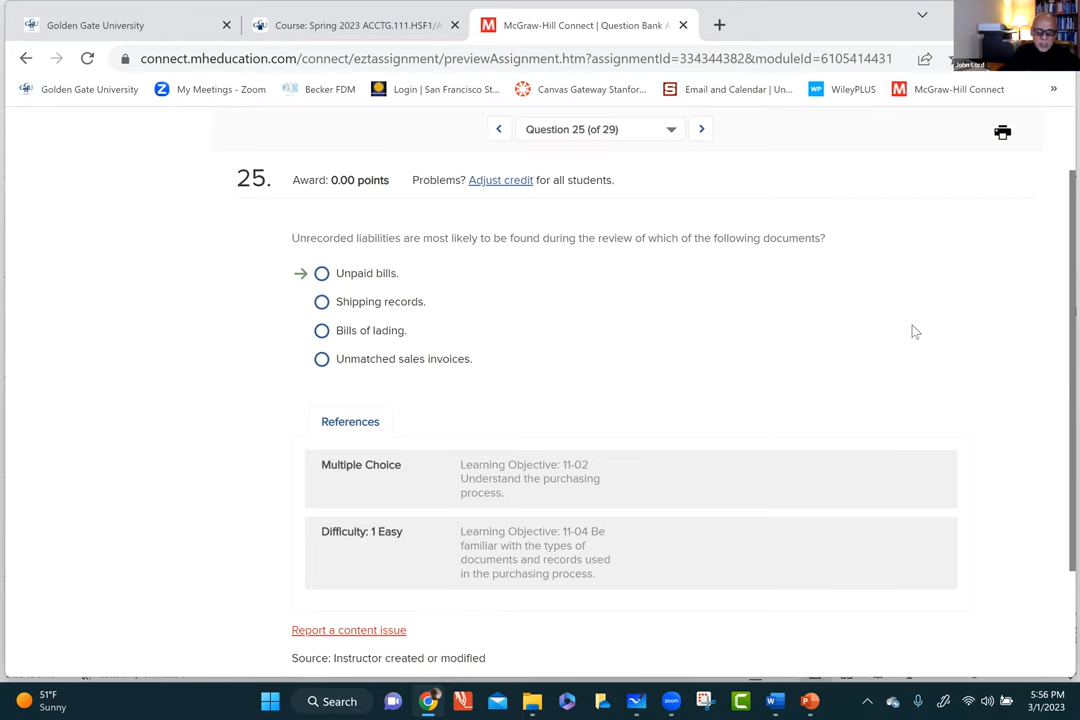 Golden Gate University
Course: Spring 2023 ACCTG.111.HSF1/A
McGraw-Hill Connect | Question Bank A
connect.mheducation.com/connect/eztassignment/previewAssignment.htm?assignmentId=334344382&moduleId=6105414431
John Lord
Golden Gate University
My Meetings - Zoom
Becker FDM
Login | San Francisco St...
Canvas Gateway Stanfor...
Email and Calendar | Un...
WileyPLUS
McGraw-Hill Connect
»
Question 25 (of 29)
25. Award: 0.00 points Problems? Adjust credit for all students.
Unrecorded liabilities are most likely to be found during the review of which of the following documents?
Unpaid bills.
Shipping records.
Bills of lading.
Unmatched sales invoices.
References
Multiple Choice
Learning Objective: 11-02
Understand the purchasing
process.
Difficulty: 1 Easy
Learning Objective: 11-04 Be
familiar with the types of
documents and records used
in the purchasing process.
Report a content issue
Source: Instructor created or modified
51°F
Sunny
Search
5:56 PM
3/1/2023